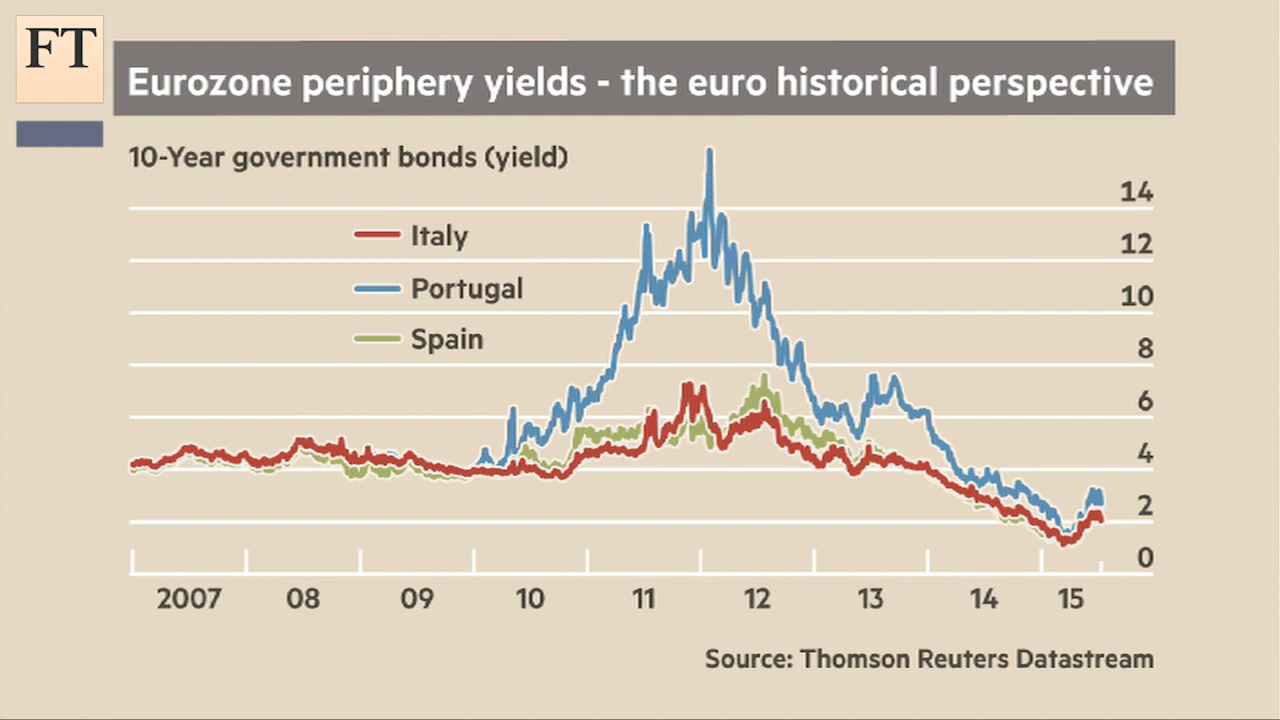 FT
Eurozone periphery yields - the euro historical perspective
10-Year government bonds (yield)
14
Italy
12
Portugal
10
Spain
8
6
4
2
0
2007 08 09 10 11 12 13 14 15
Source: Thomson Reuters Datastream